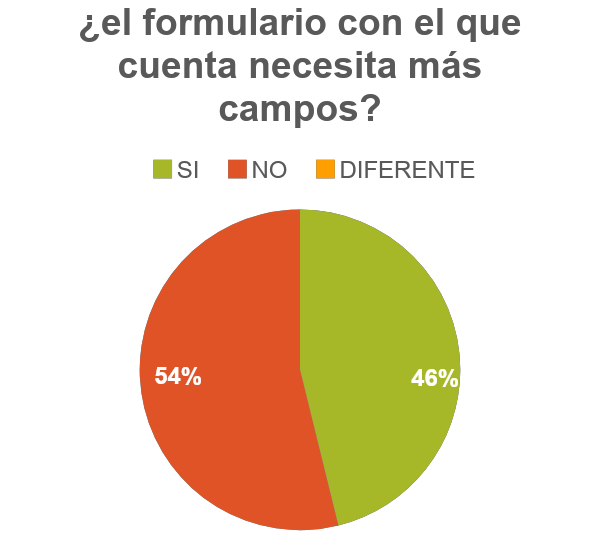 ¿el formulario con el que
cuenta necesita más
campos?
SI NO DIFERENTE
54%
46%